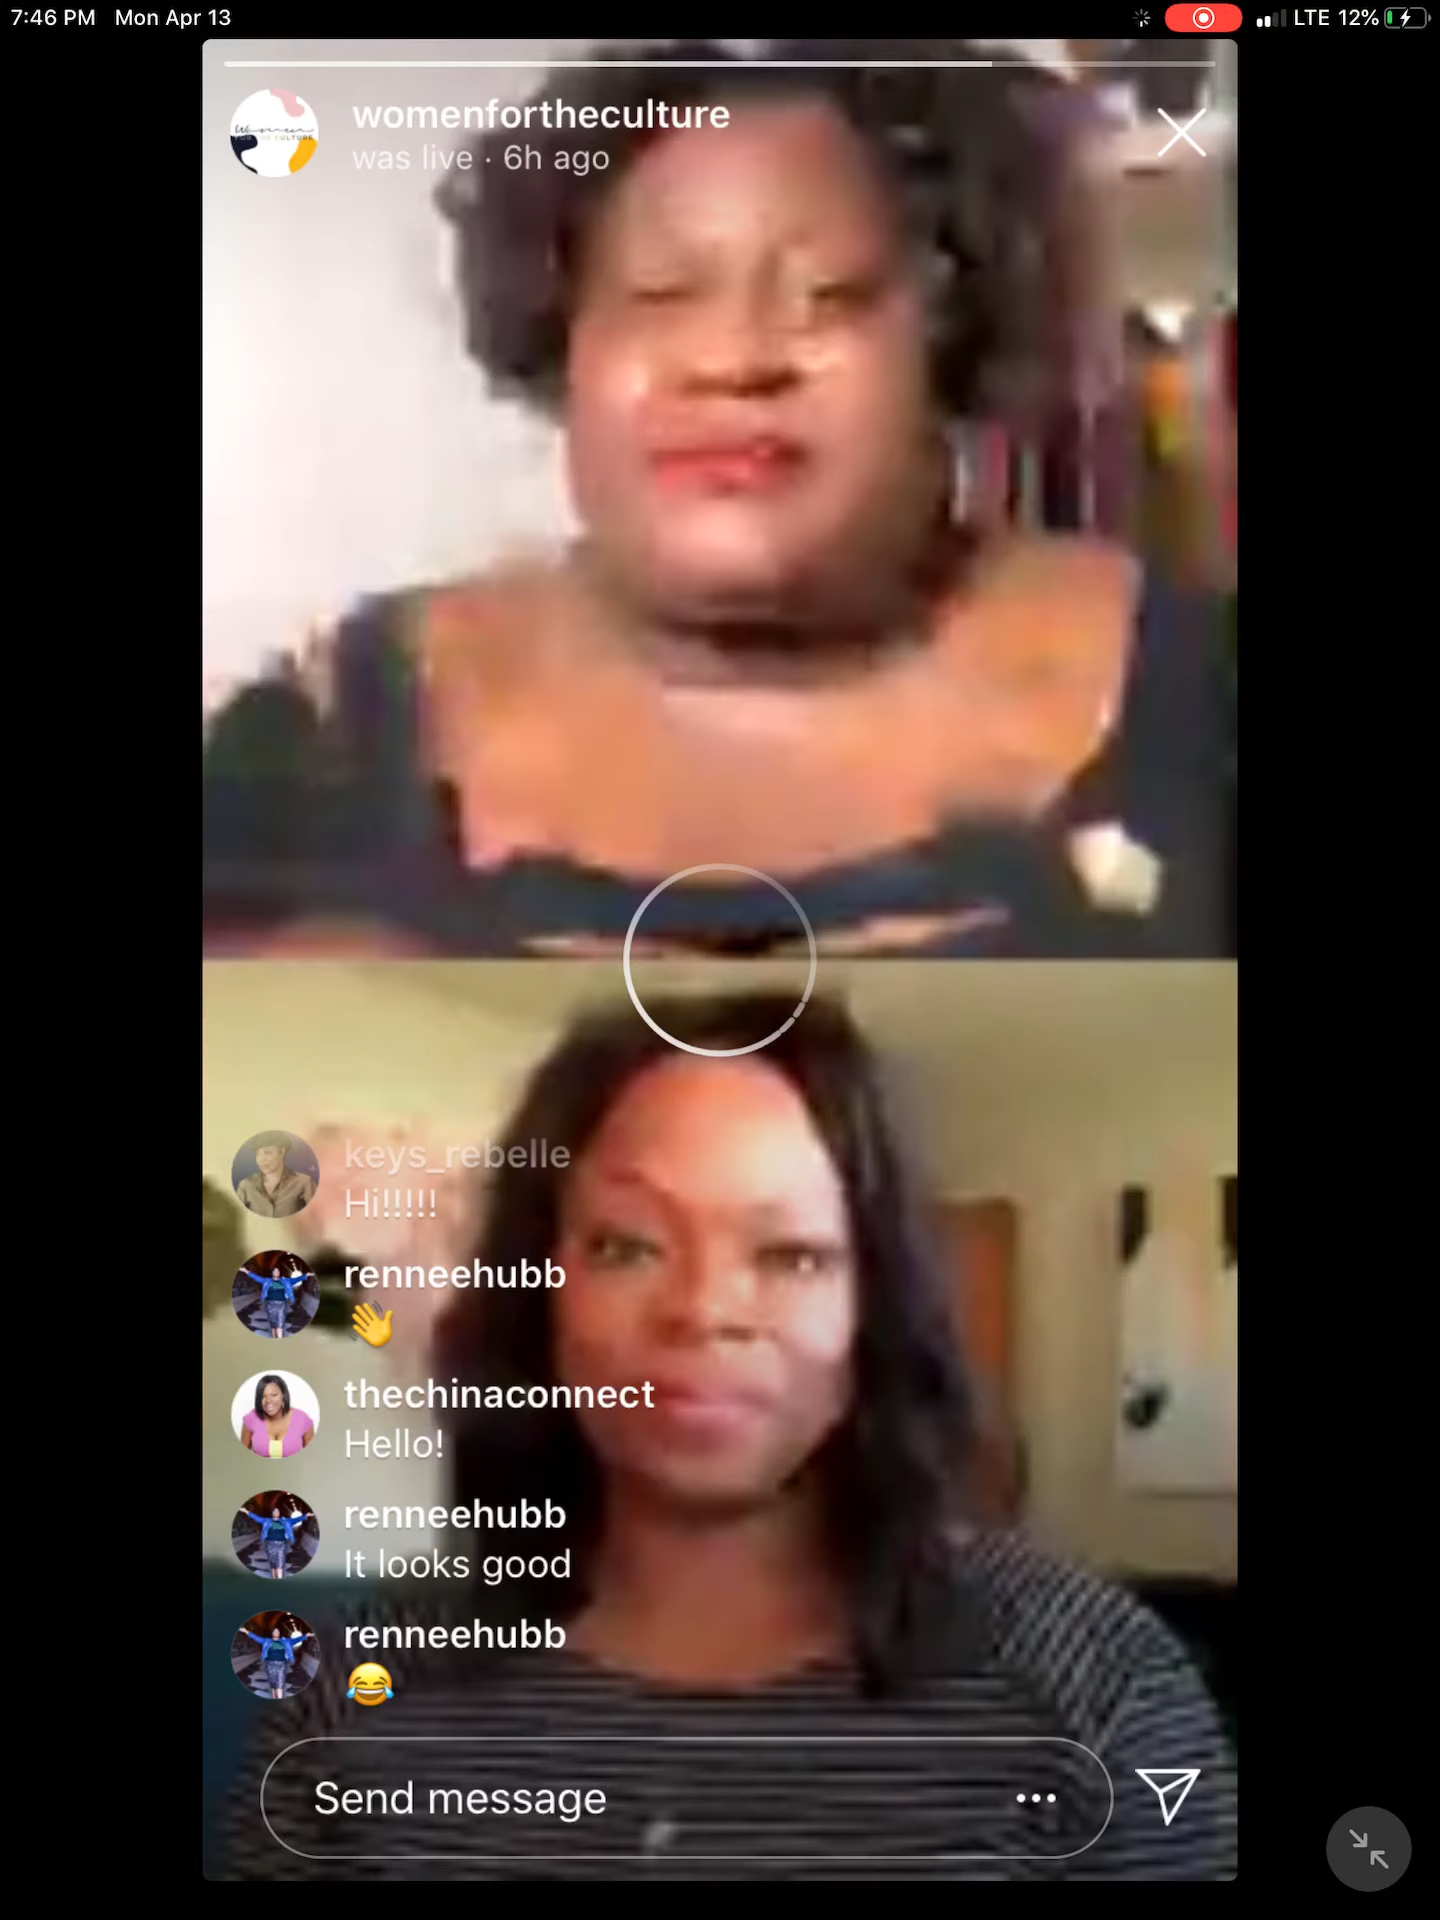 7:46 PM Mon Apr 13 LTE 12%
womenfortheculture
was live · 6h ago
keys_rebelle
Hi!!!!!
renneehubb
👋
thechinaconnect
Hello!
renneehubb
It looks good
renneehubb
😂
Send message